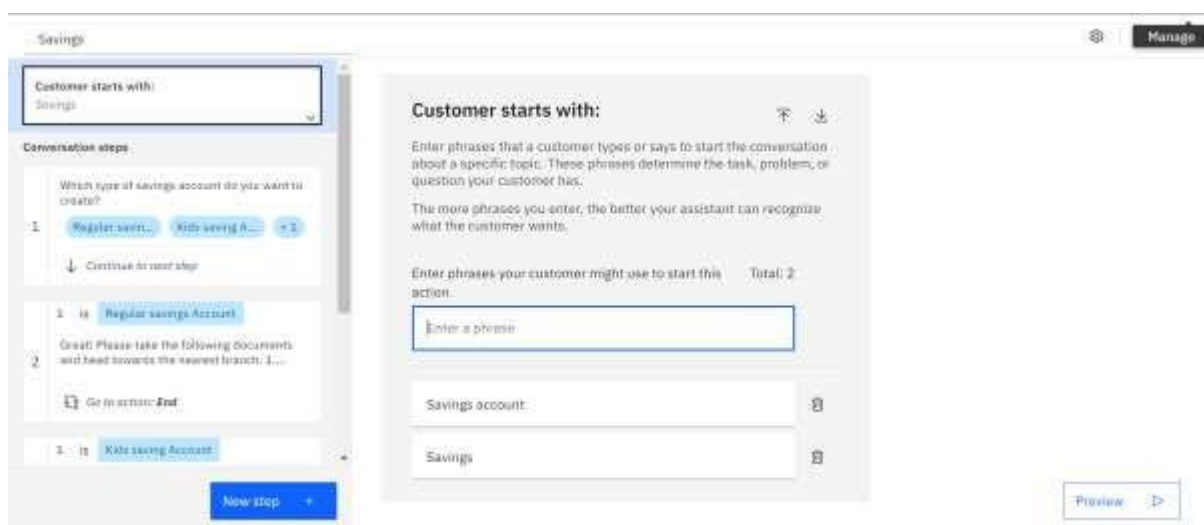 Savings
Manage
Customer starts with:
Savings
Conversation steps
Which type of savings account do you want to
create?
1
Regular savin...
Kids saving A...
+ 1
Continue to next step
1 is Regular savings Account
Great! Please take the following documents
and head towards the nearest branch: 1....
2
Go to action: End
1 is Kids saving Account
New step +
Customer starts with:
Enter phrases that a customer types or says to start the conversation
about a specific topic. These phrases determine the task, problem, or
question your customer has.
The more phrases you enter, the better your assistant can recognize
what the customer wants.
Enter phrases your customer might use to start this
action
Total: 2
Enter a phrase
Savings account
Savings
Preview